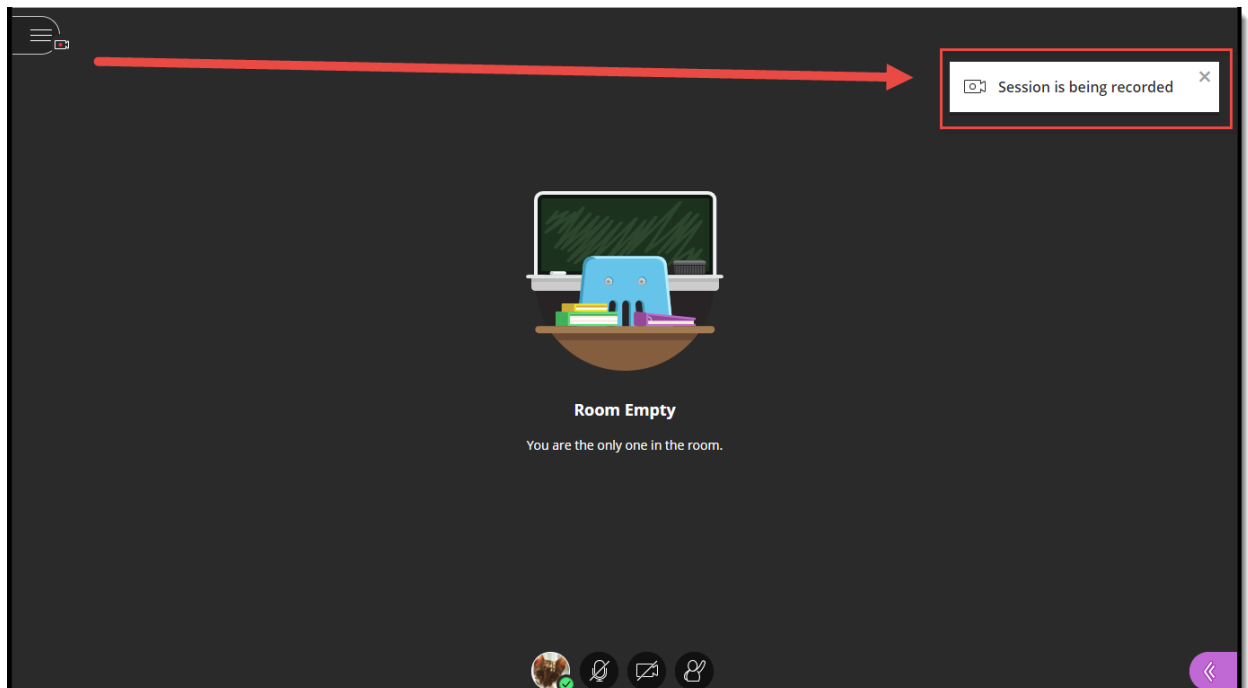 Session is being recorded
Room Empty
You are the only one in the room.